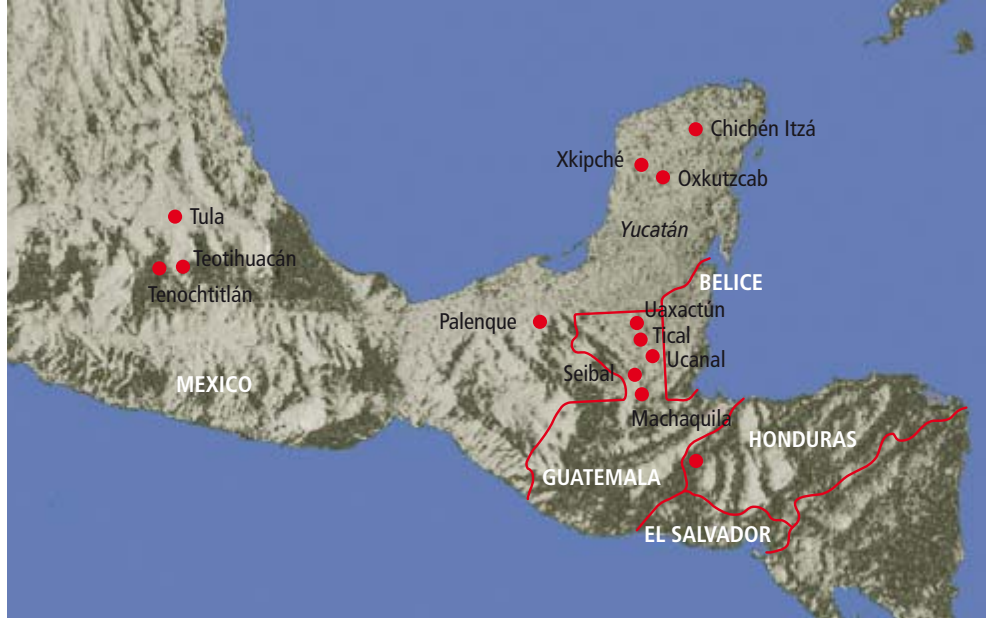 Chichén Itzá
Xkipché
Oxkutzcab
Tula
Yucatán
Teotihuacán
Tenochtitlán
BELICE
Uaxactún
Palenque
Tical
Ucanal
Seibal
MEXICO
Machaquila
HONDURAS
GUATEMALA
EL SALVADOR